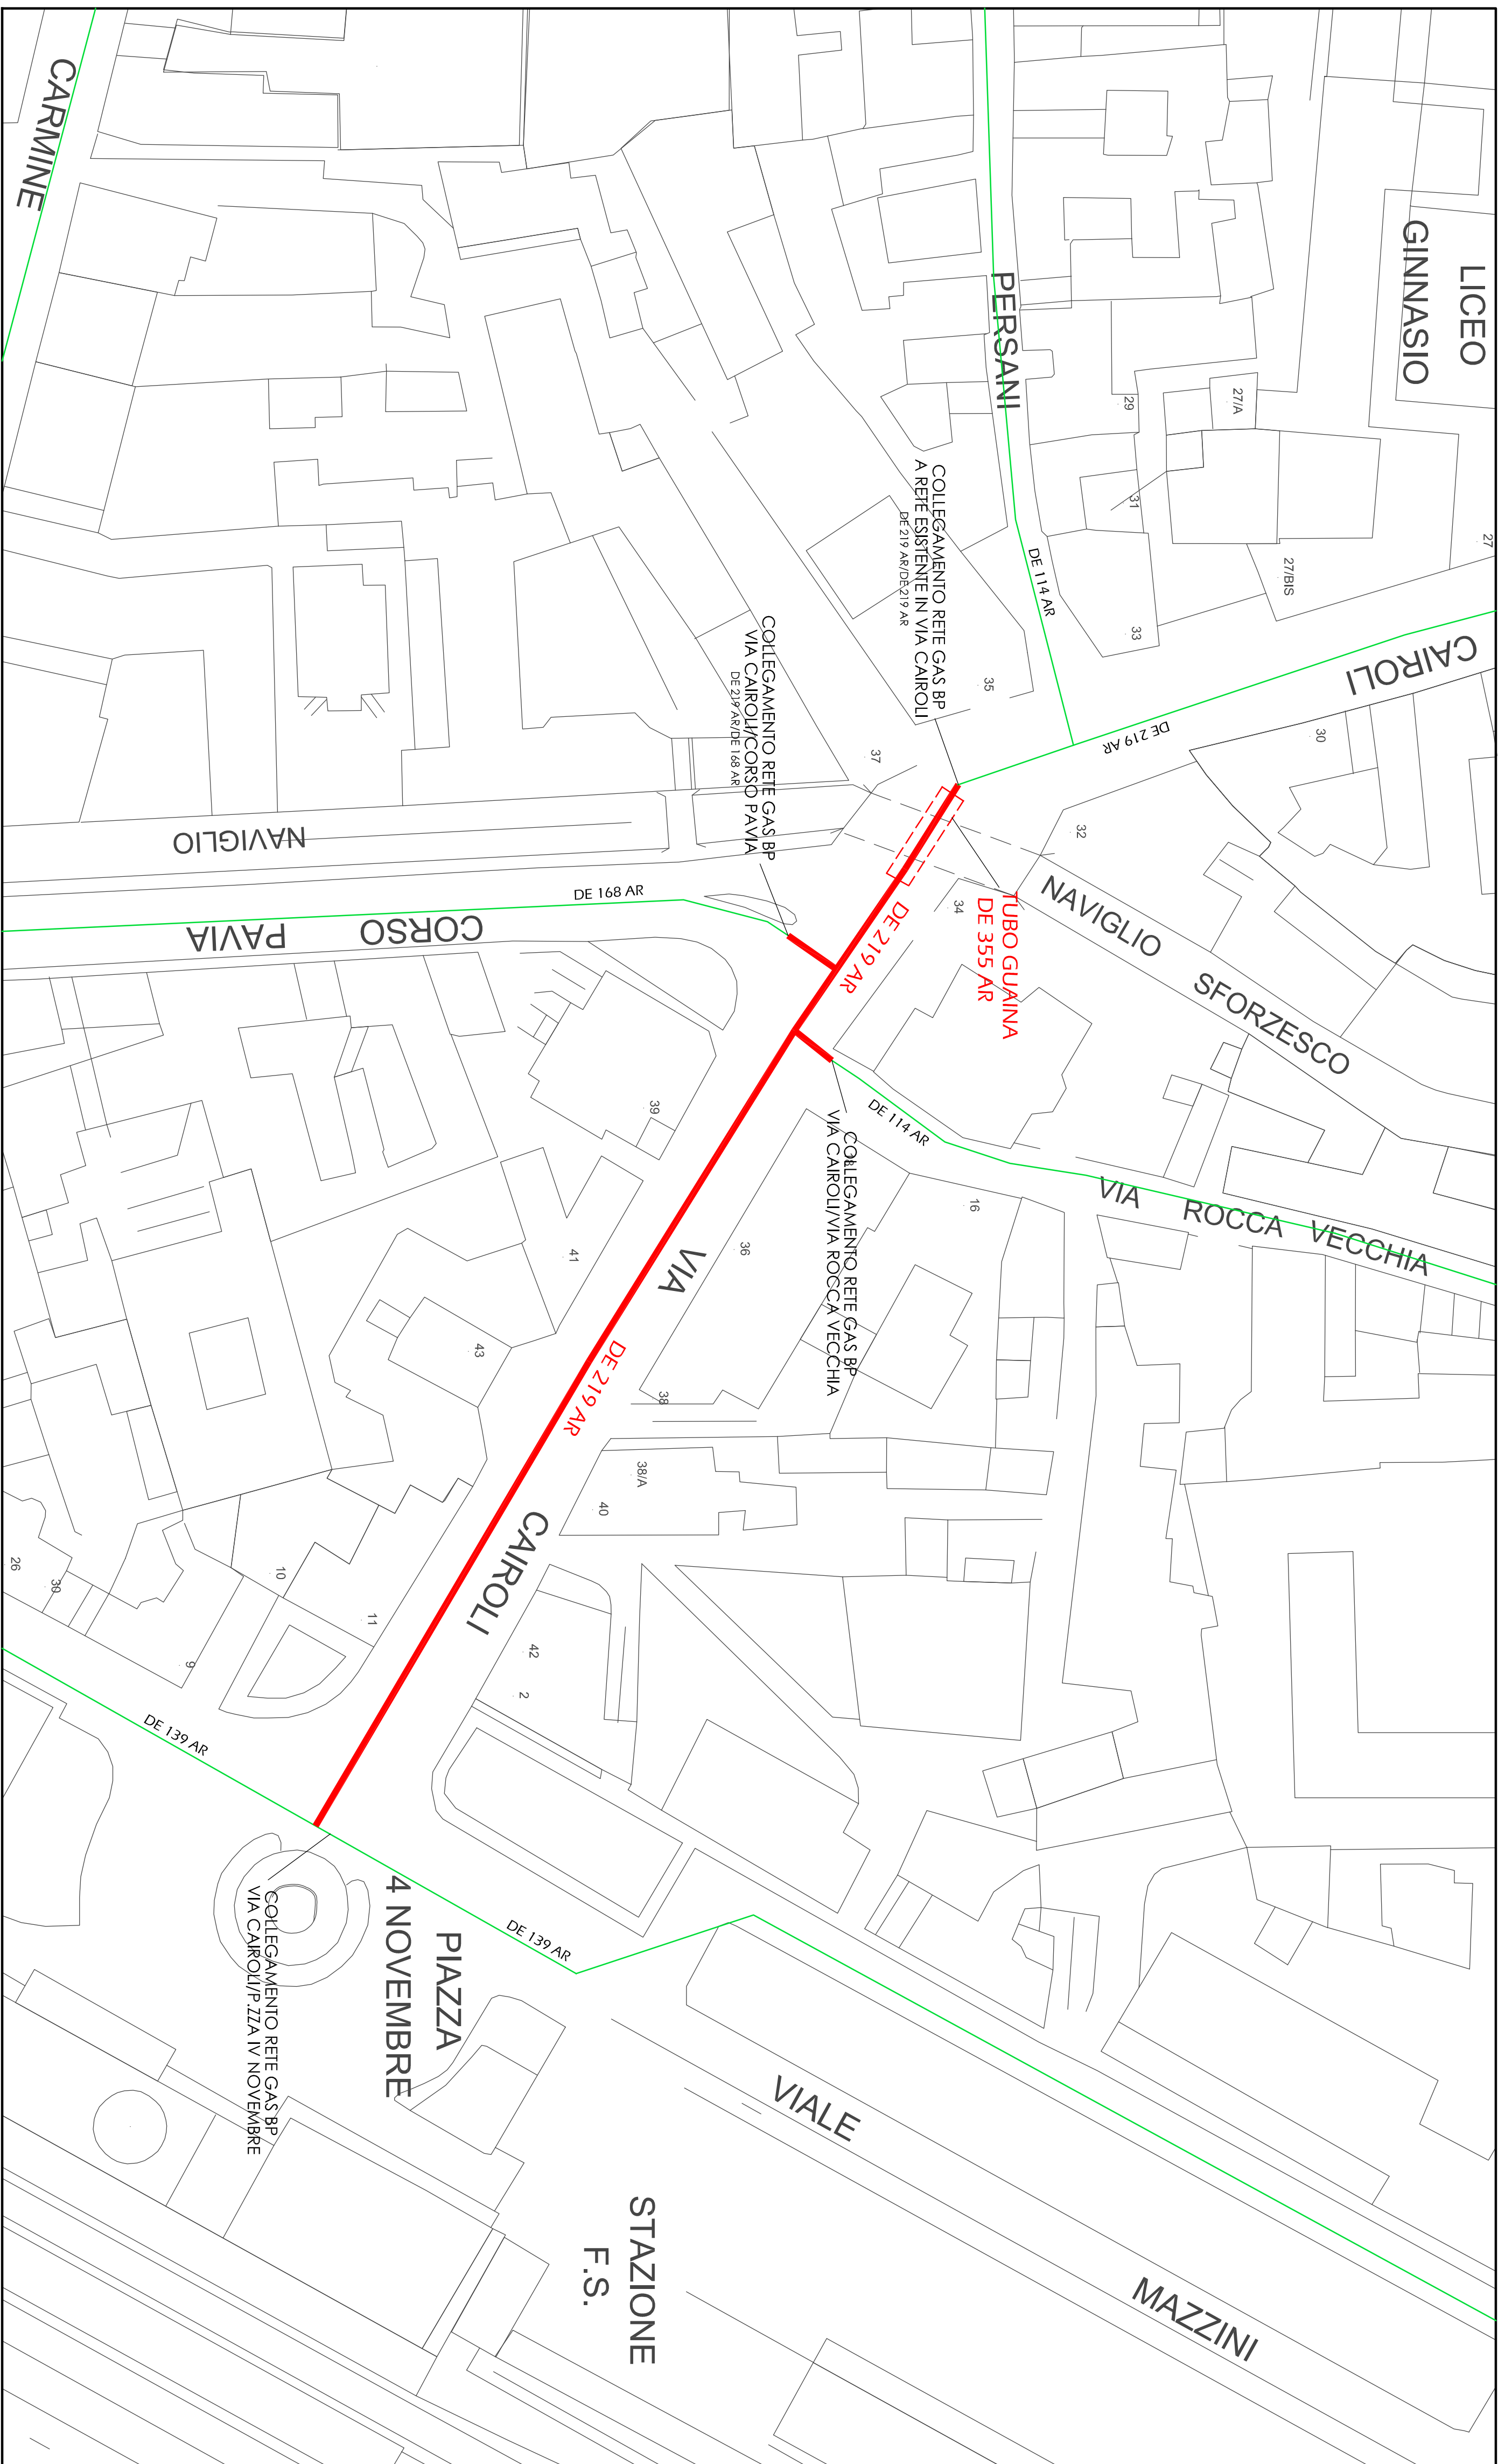 CARMINE
LICEO
GINNASIO
PERSANI
27/A
29
31
27
27/BIS
33
35
DE 114 AR
CAIROLI
COLLEGAMENTO RETE GAS BP
A RETE ESISTENTE IN VIA CAIROLI
DE 219 AR/DE 219 AR
COLLEGAMENTO RETE GAS BP
VIA CAIROLI/CORSO PAVIA
DE 219 AR/DE 168 AR
DE 219 AR
30
37
32
NAVIGLIO
34
TUBO GUAINA
DE 355 AR
NAVIGLIO SFORZESCO
DE 168 AR
CORSO PAVIA
DE 219 AR
39
DE 114 AR
COLLEGAMENTO RETE GAS BP
VIA CAIROLI/VIA ROCCA VECCHIA
16
VIA ROCCA VECCHIA
36
41
VIA CAIROLI
43
DE 219 AR
38
38/A
40
26
39
10
11
9
42
2
DE 139 AR
DE 139 AR
PIAZZA
4 NOVEMBRE
COLLEGAMENTO RETE GAS BP
VIA CAIROLI/P.ZZA IV NOVEMBRE
VIALE MAZZINI
STAZIONE
F.S.